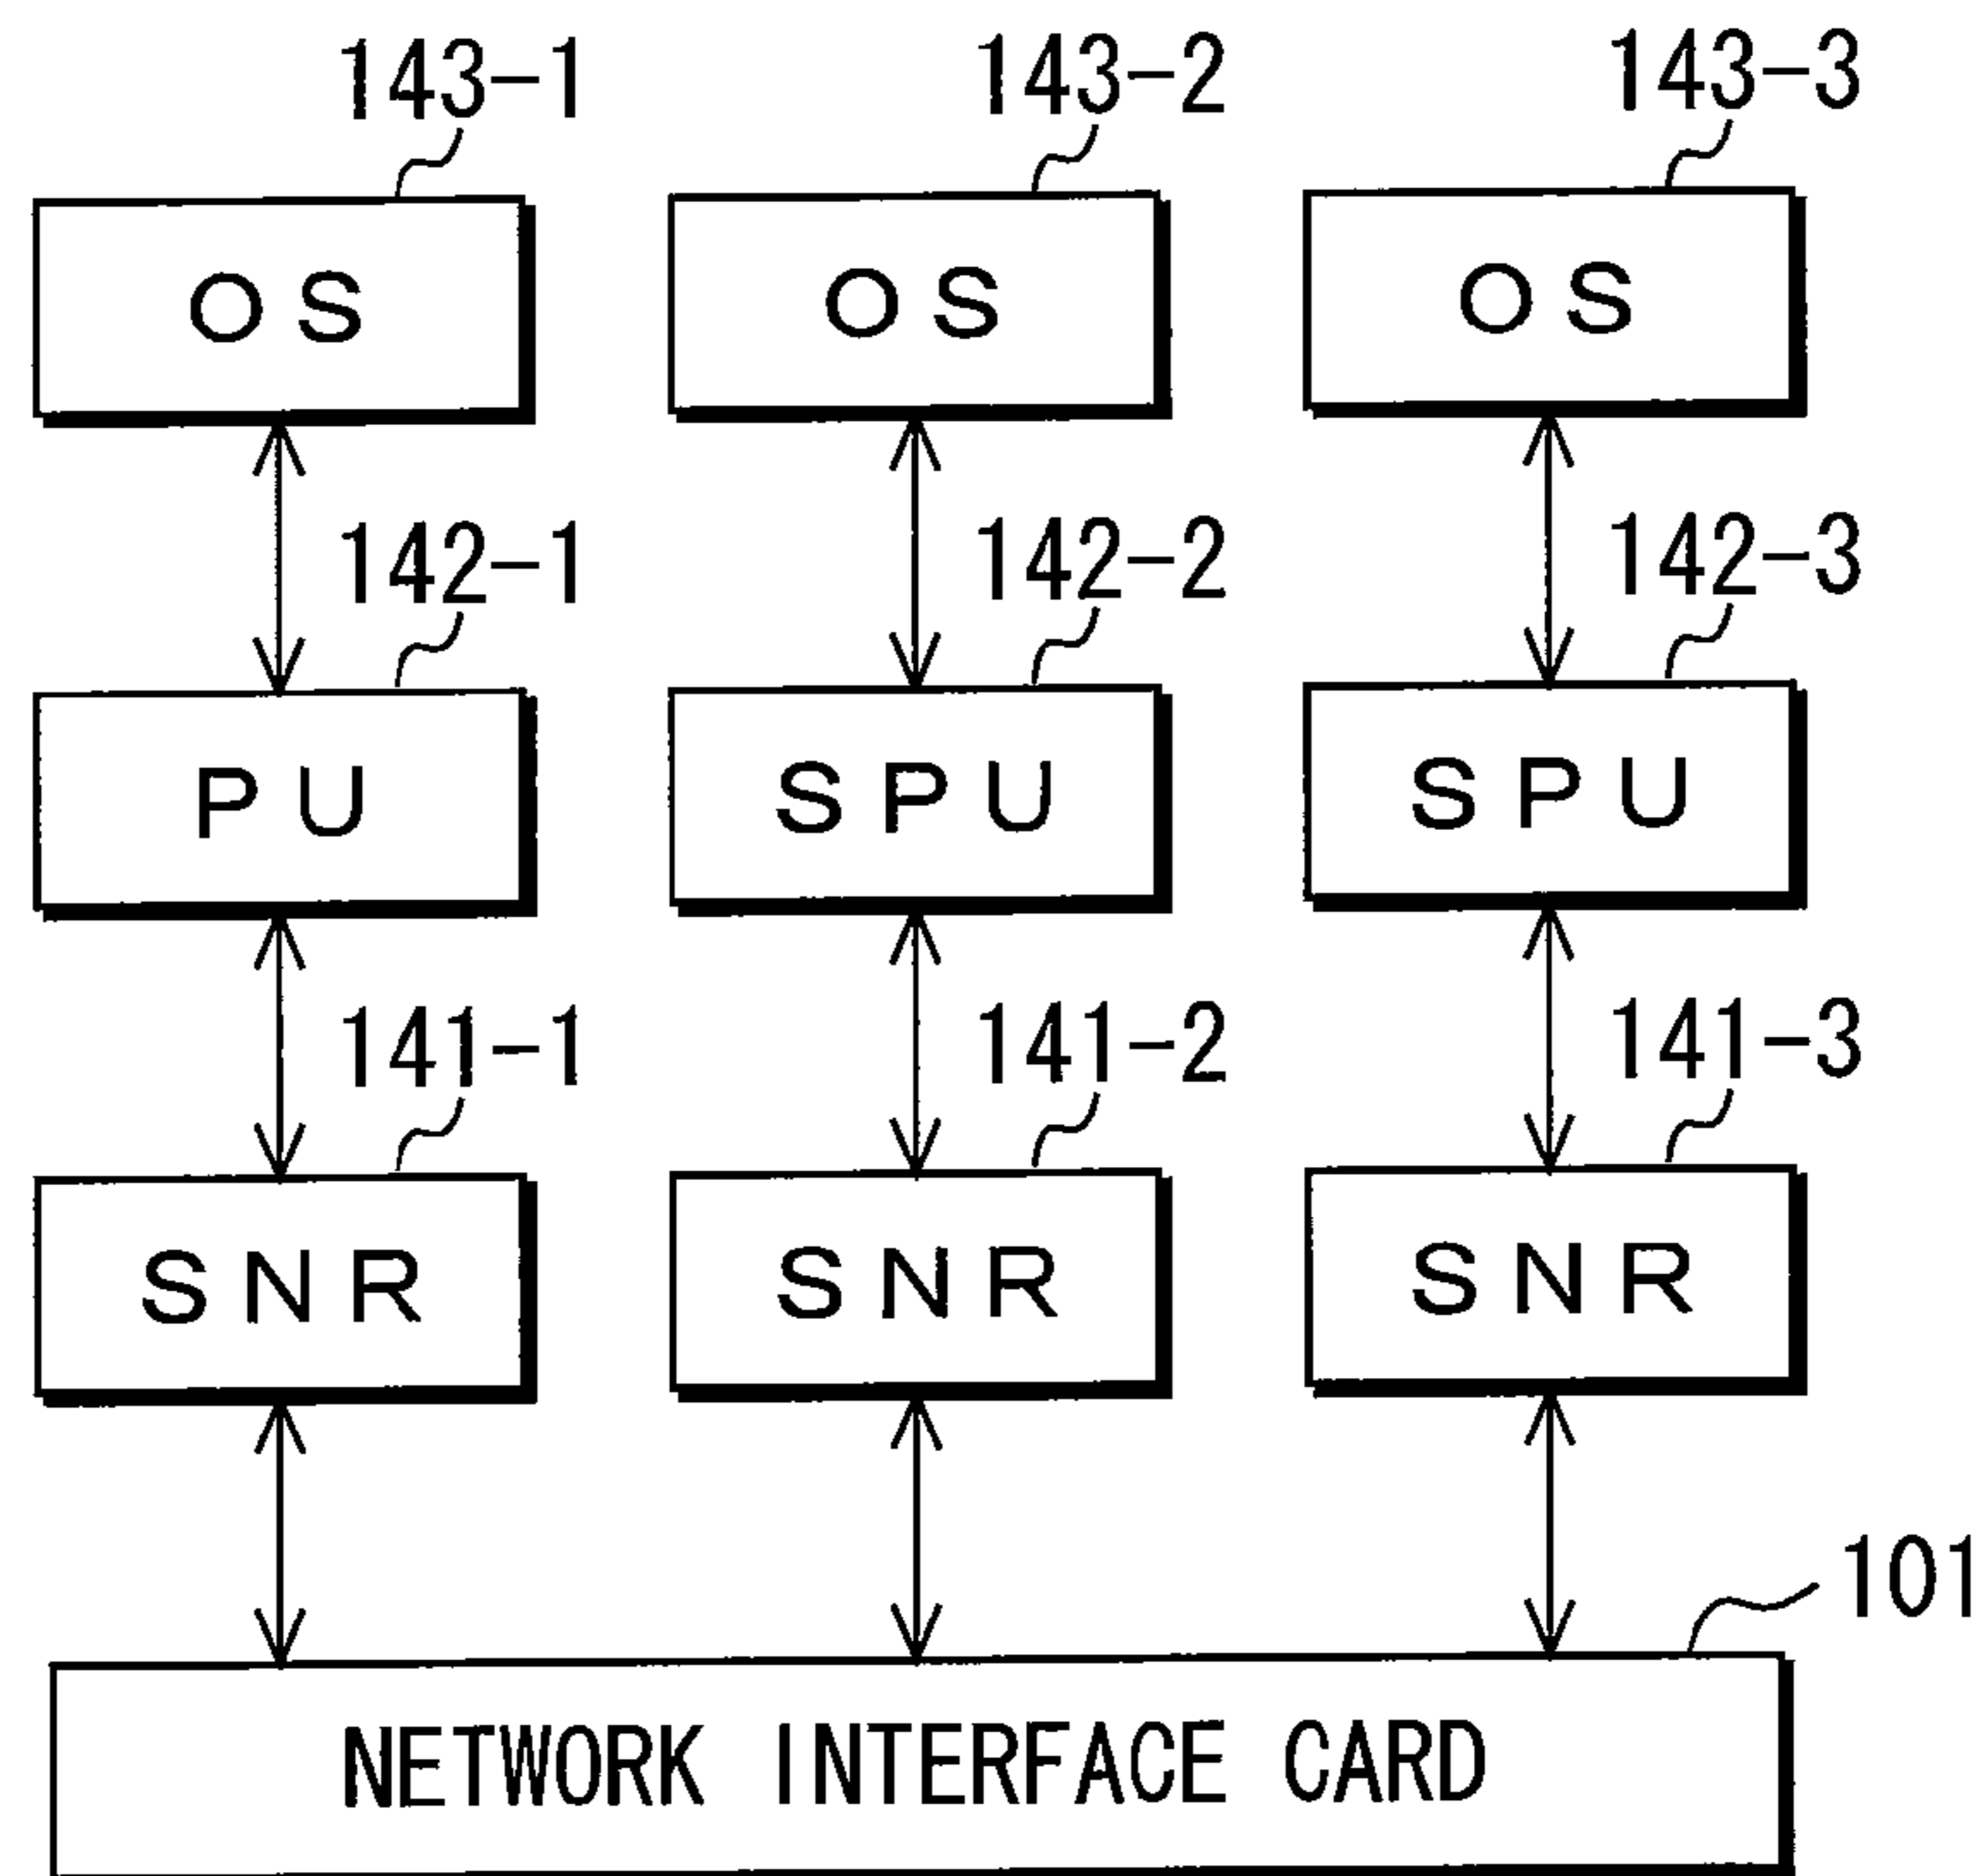 143-1 143-2 143-3
OS OS OS
142-1 142-2 142-3
PU SPU SPU
141-1 141-2 141-3
SNR SNR SNR
101
NETWORK INTERFACE CARD